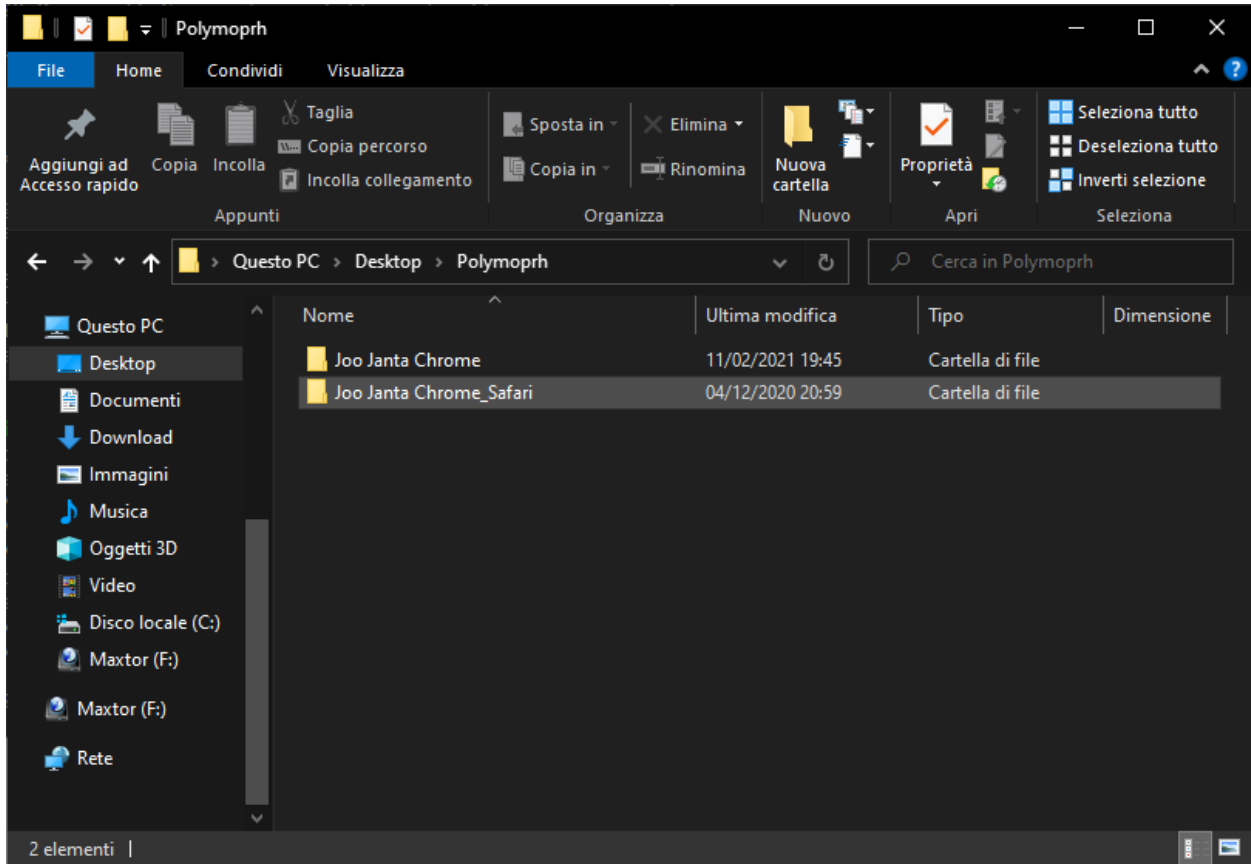 Polymoprh
File Home Condividi Visualizza
Aggiungi ad
Accesso rapido
Copia
Incolla
Taglia
Copia percorso
Incolla collegamento
Appunti
Sposta in
Copia in
Elimina
Rinomina
Organizza
Nuova
cartella
Nuovo
Proprietà
Apri
Seleziona tutto
Deseleziona tutto
Inverti selezione
Seleziona
Questo PC > Desktop > Polymoprh
Cerca in Polymoprh
Questo PC
Desktop
Documenti
Download
Immagini
Musica
Oggetti 3D
Video
Disco locale (C:)
Maxtor (F:)
Maxtor (F:)
Rete
Nome Ultima modifica Tipo Dimensione
Joo Janta Chrome 11/02/2021 19:45 Cartella di file
Joo Janta Chrome_Safari 04/12/2020 20:59 Cartella di file
2 elementi